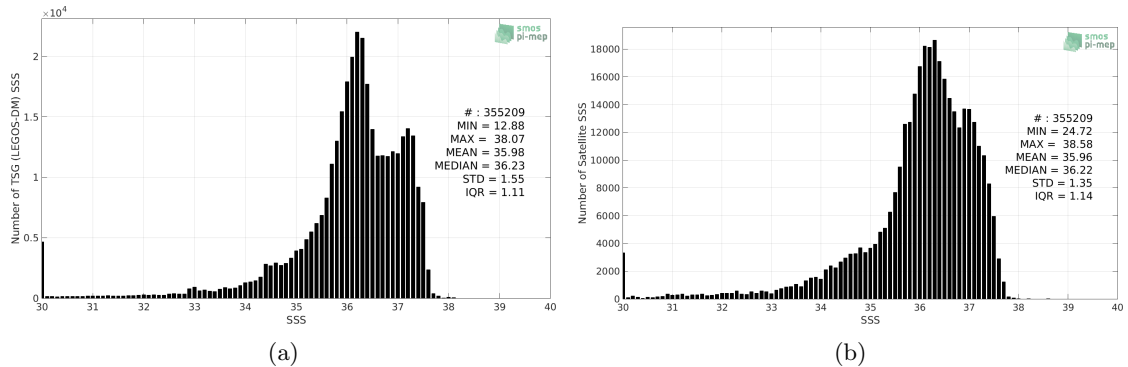 ×10⁴
smos
pi-mep
Number of TSG (LEGOS-DM) SSS
2
1.5
1
0.5
0
# : 355209
MIN = 12.88
MAX = 38.07
MEAN = 35.98
MEDIAN = 36.23
STD = 1.55
IQR = 1.11
30 31 32 33 34 35 36 37 38 39 40
SSS
(a)
smos
pi-mep
Number of Satellite SSS
18000
16000
14000
12000
10000
8000
6000
4000
2000
0
# : 355209
MIN = 24.72
MAX = 38.58
MEAN = 35.96
MEDIAN = 36.22
STD = 1.35
IQR = 1.14
30 31 32 33 34 35 36 37 38 39 40
SSS
(b)